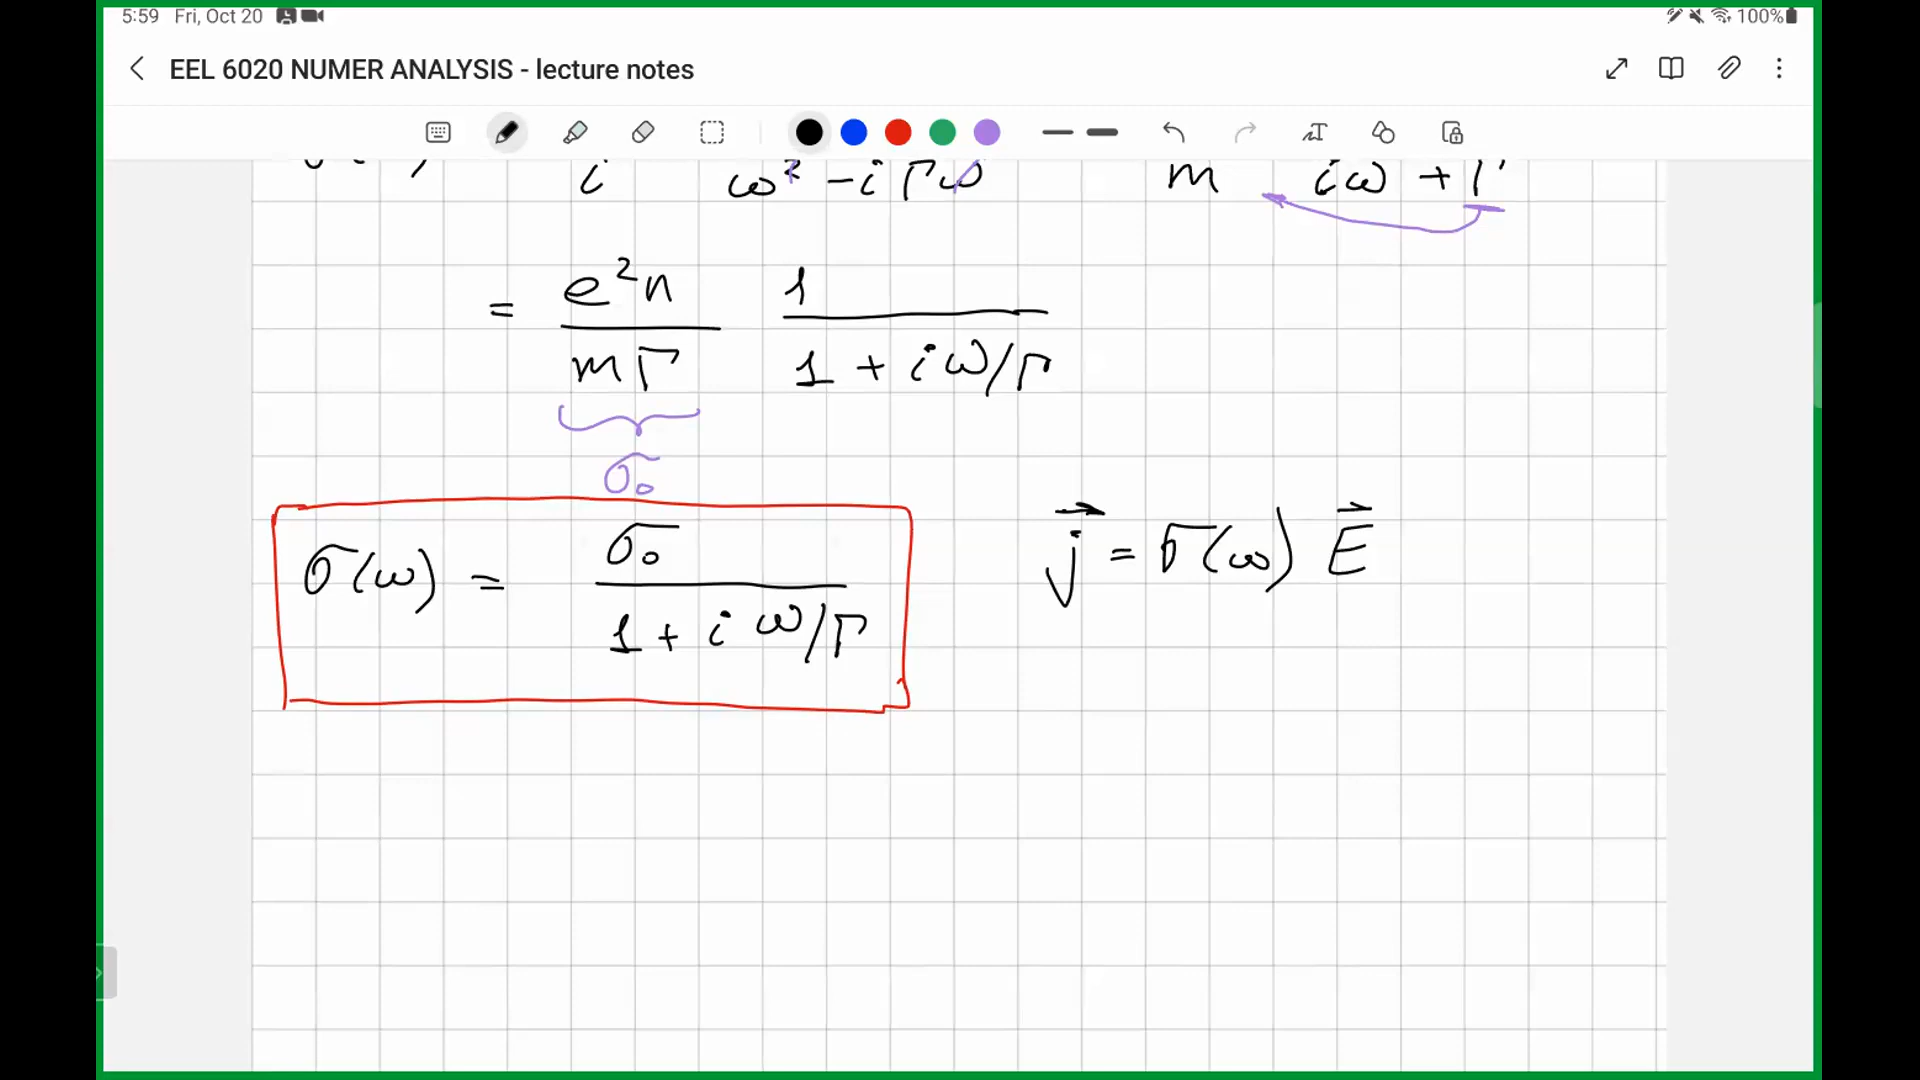 5:59 Fri, Oct 20 100%
EEL 6020 NUMER ANALYSIS - lecture notes
i ω² - iΓω m iω + Γ
= e²n / mΓ 1 / 1 + iω/Γ
σ₀
σ(ω) = σ₀ / 1 + iω/Γ
j⃗ = σ(ω) E⃗